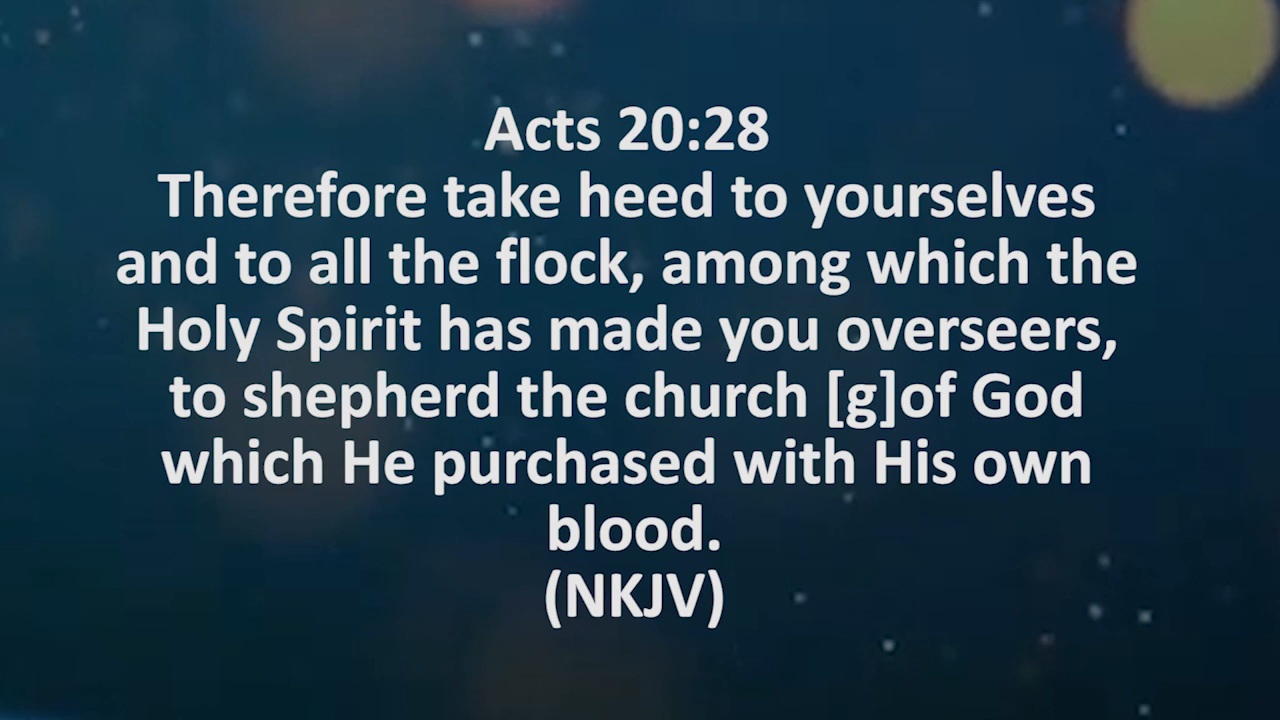 Acts 20:28
Therefore take heed to yourselves
and to all the flock, among which the
Holy Spirit has made you overseers,
to shepherd the church [g]of God
which He purchased with His own
blood.
(NKJV)